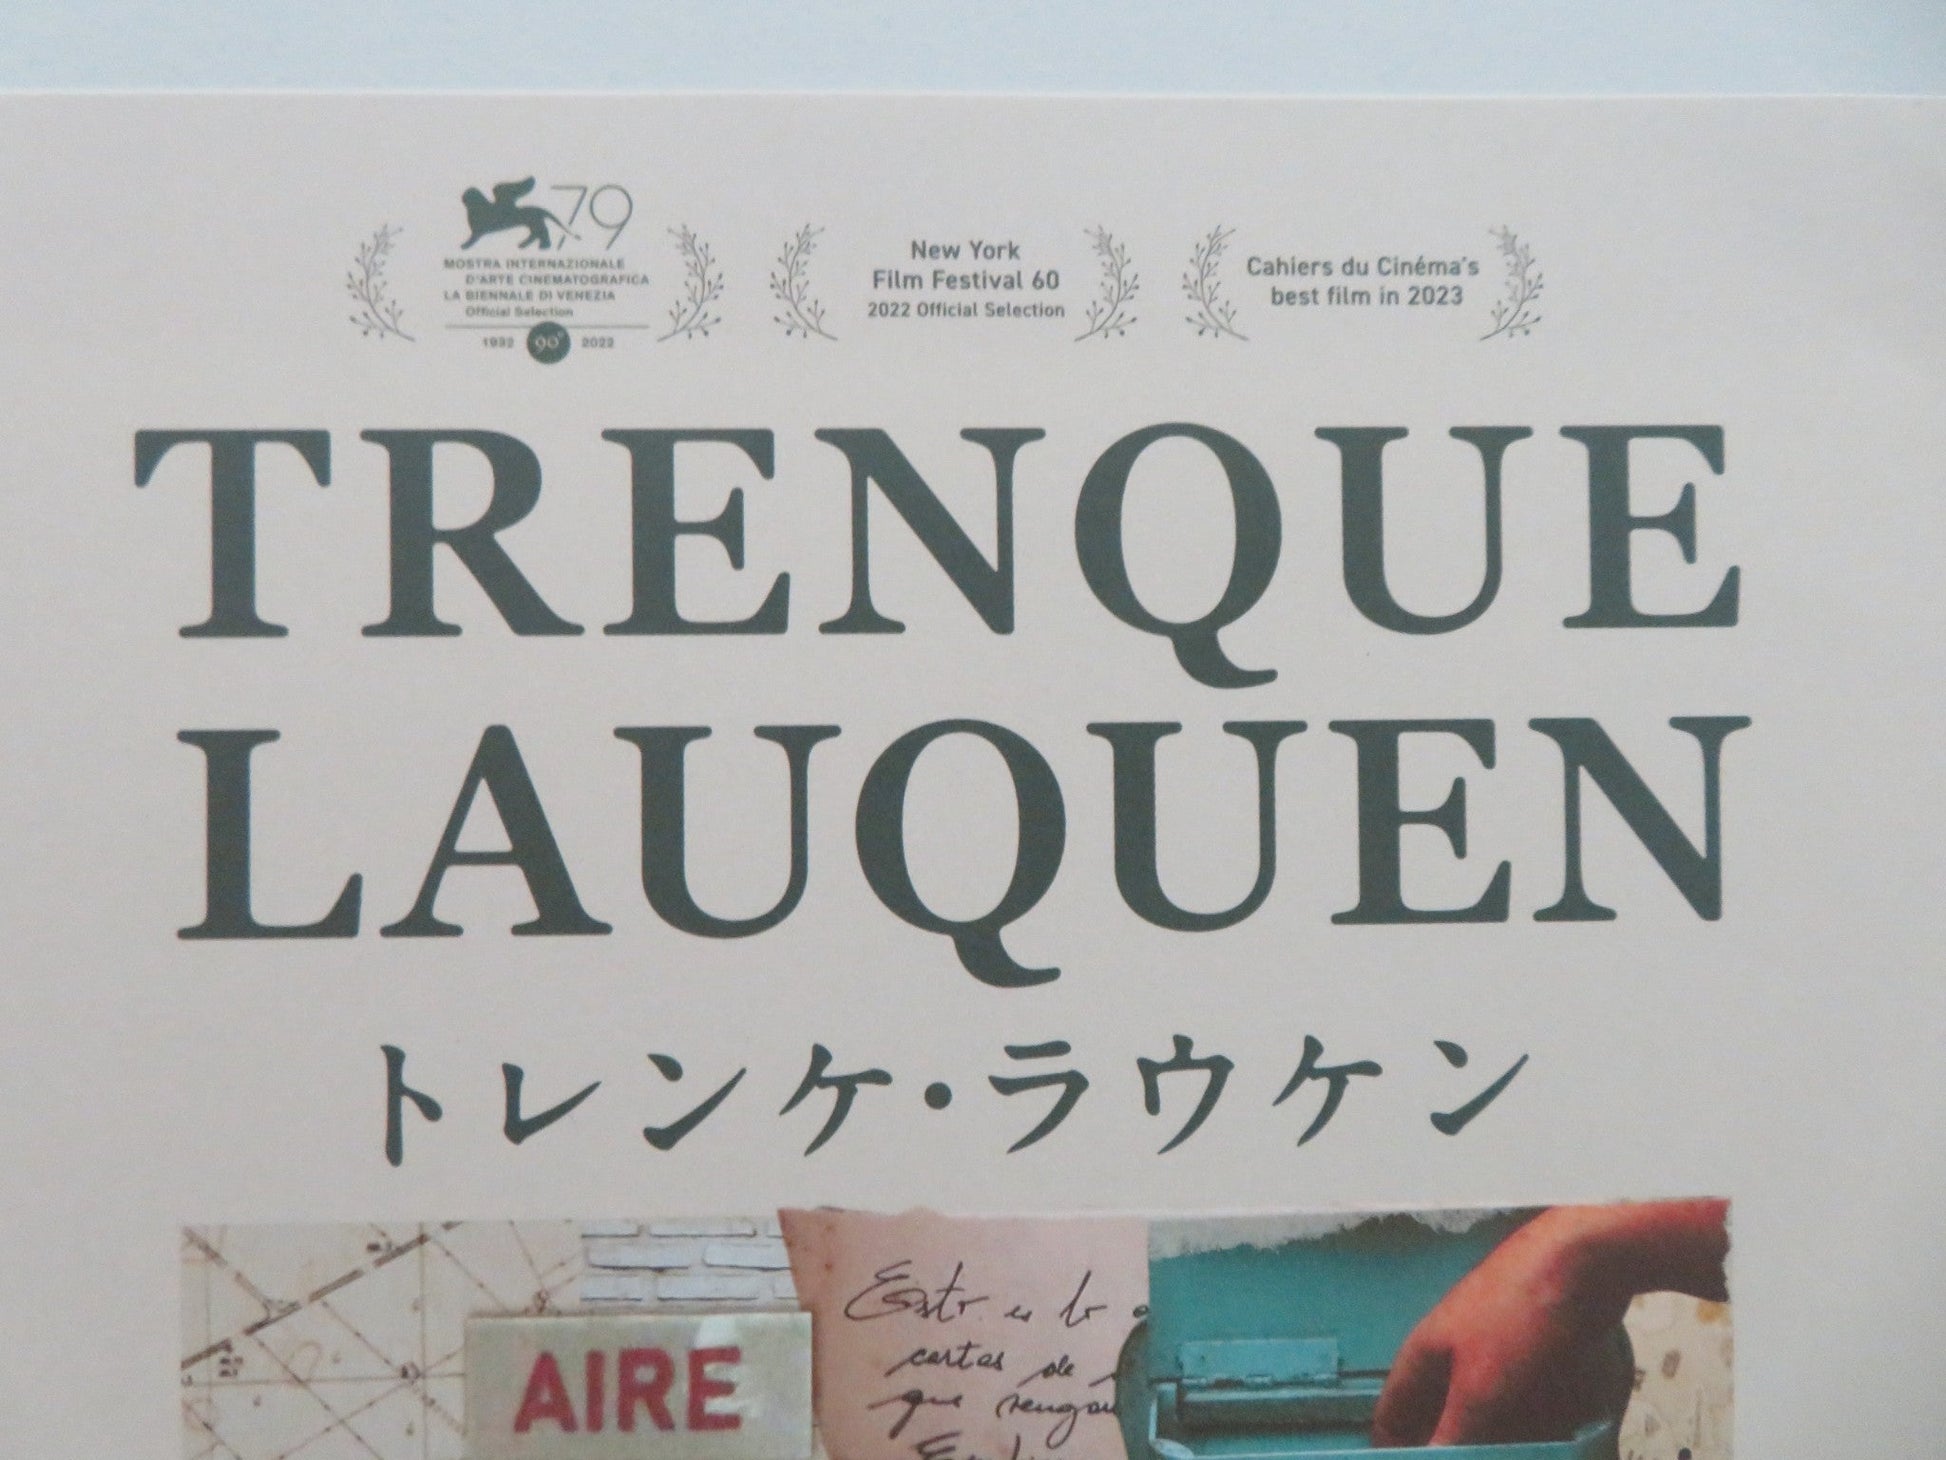 79
MOSTRA INTERNAZIONALE
D'ARTE CINEMATOGRAFICA
LA BIENNALE DI VENEZIA
Official Selection
1932 90° 2022
New York
Film Festival 60
2022 Official Selection
Cahiers du Cinéma's
best film in 2023
TRENQUE
LAUQUEN
トレンケ・ラウケン
AIRE
cartas de
que